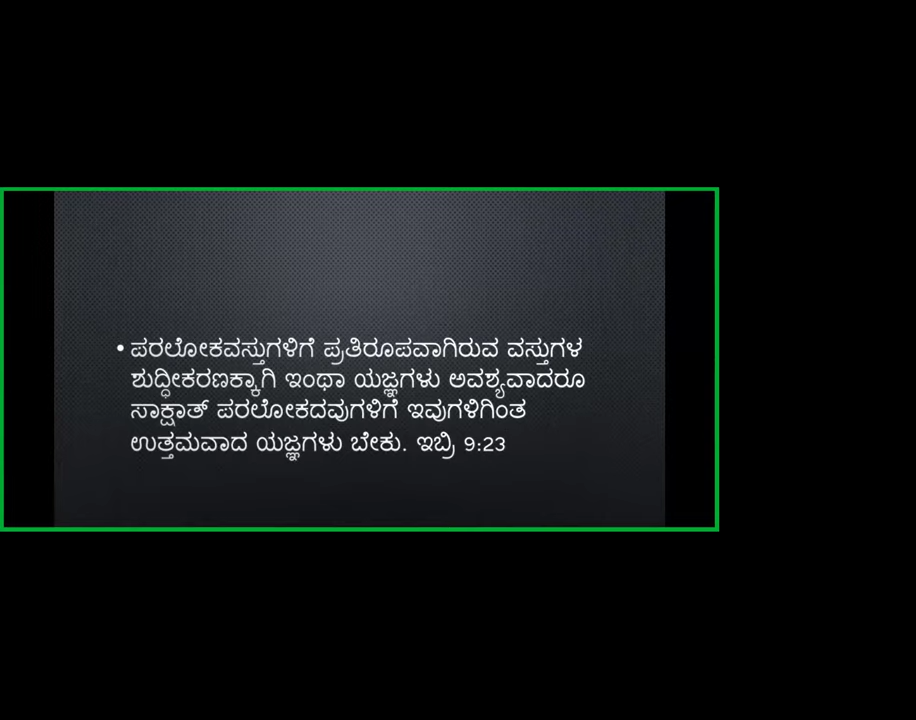 • ಪರಲೋಕವಸ್ತುಗಳಿಗೆ ಪ್ರತಿರೂಪವಾಗಿರುವ ವಸ್ತುಗಳ
ಶುದ್ಧೀಕರಣಕ್ಕಾಗಿ ಇಂಥಾ ಯಜ್ಞಗಳು ಅವಶ್ಯವಾದರೂ
ಸಾಕ್ಷಾತ್ ಪರಲೋಕದವುಗಳಿಗೆ ಇವುಗಳಿಗಿಂತ
ಉತ್ತಮವಾದ ಯಜ್ಞಗಳು ಬೇಕು. ಇಬ್ರಿ 9:23